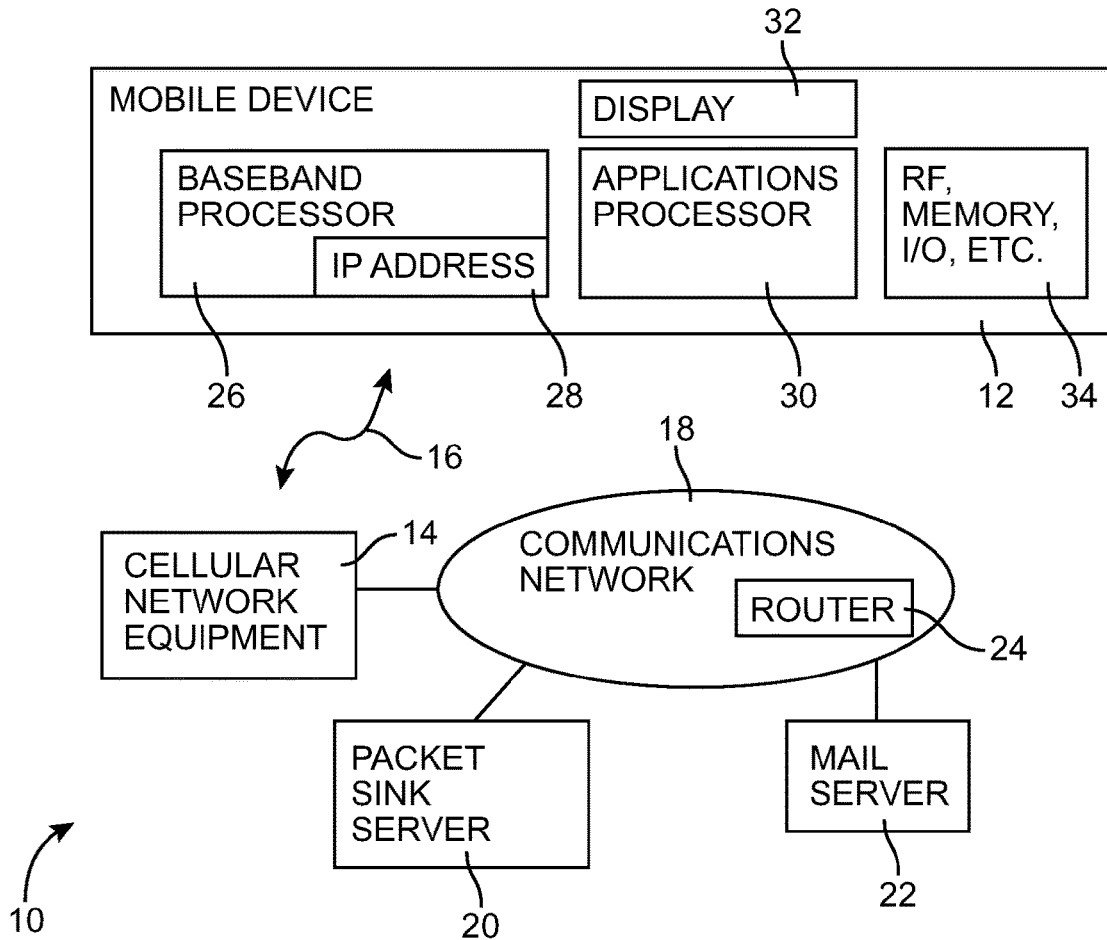 32
MOBILE DEVICE
DISPLAY
BASEBAND
PROCESSOR
IP ADDRESS
APPLICATIONS
PROCESSOR
RF,
MEMORY,
I/O, ETC.
26
28
30
12
34
16
18
14
CELLULAR
NETWORK
EQUIPMENT
COMMUNICATIONS
NETWORK
ROUTER
24
PACKET
SINK
SERVER
MAIL
SERVER
10
20
22